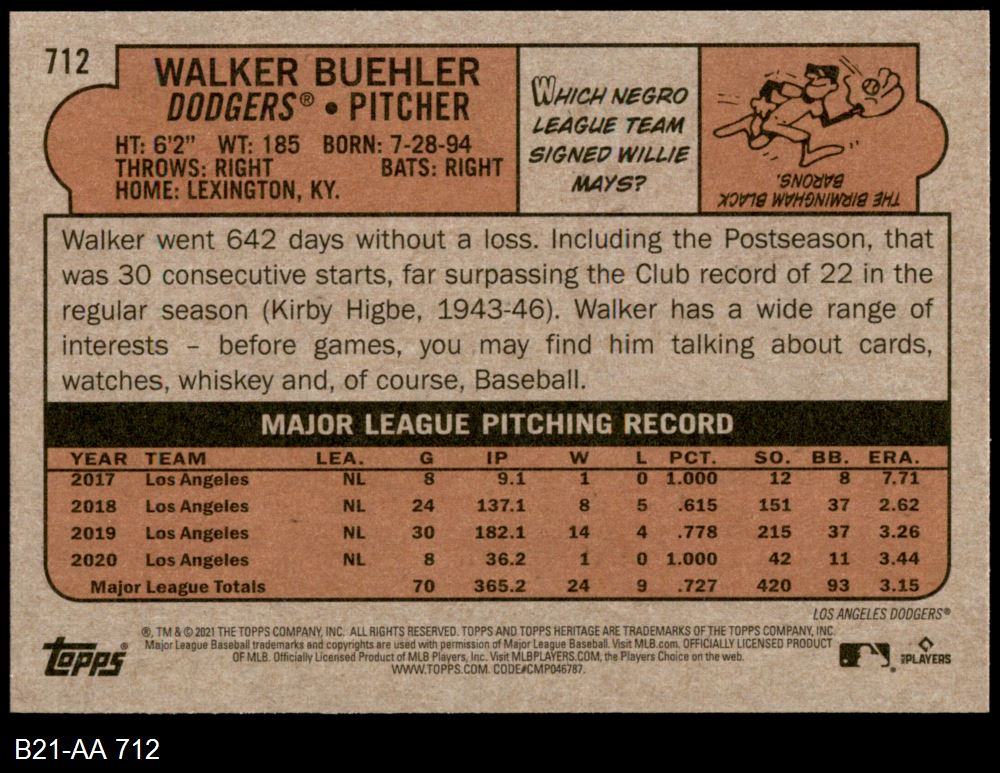 712
WALKER BUEHLER
DODGERS® • PITCHER
HT: 6'2" WT: 185 BORN: 7-28-94
THROWS: RIGHT BATS: RIGHT
HOME: LEXINGTON, KY.
WHICH NEGRO
LEAGUE TEAM
SIGNED WILLIE
MAYS?
THE BIRMINGHAM BLACK
BARONS.
Walker went 642 days without a loss. Including the Postseason, that
was 30 consecutive starts, far surpassing the Club record of 22 in the
regular season (Kirby Higbe, 1943-46). Walker has a wide range of
interests – before games, you may find him talking about cards,
watches, whiskey and, of course, Baseball.
MAJOR LEAGUE PITCHING RECORD
YEAR TEAM LEA. G IP W L PCT. SO. BB. ERA.
2017 Los Angeles NL 8 9.1 1 0 1.000 12 8 7.71
2018 Los Angeles NL 24 137.1 8 5 .615 151 37 2.62
2019 Los Angeles NL 30 182.1 14 4 .778 215 37 3.26
2020 Los Angeles NL 8 36.2 1 0 1.000 42 11 3.44
Major League Totals 70 365.2 24 9 .727 420 93 3.15
LOS ANGELES DODGERS®
®, TM & © 2021 THE TOPPS COMPANY, INC. ALL RIGHTS RESERVED. TOPPS AND TOPPS HERITAGE ARE TRADEMARKS OF THE TOPPS COMPANY, INC.
Major League Baseball trademarks and copyrights are used with permission of Major League Baseball. Visit MLB.com. OFFICIALLY LICENSED PRODUCT
OF MLB. Officially Licensed Product of MLB Players, Inc. Visit MLBPLAYERS.COM, the Players Choice on the web.
WWW.TOPPS.COM. CODE#CMP046787.
topps®
MLBPLAYERS
B21-AA 712